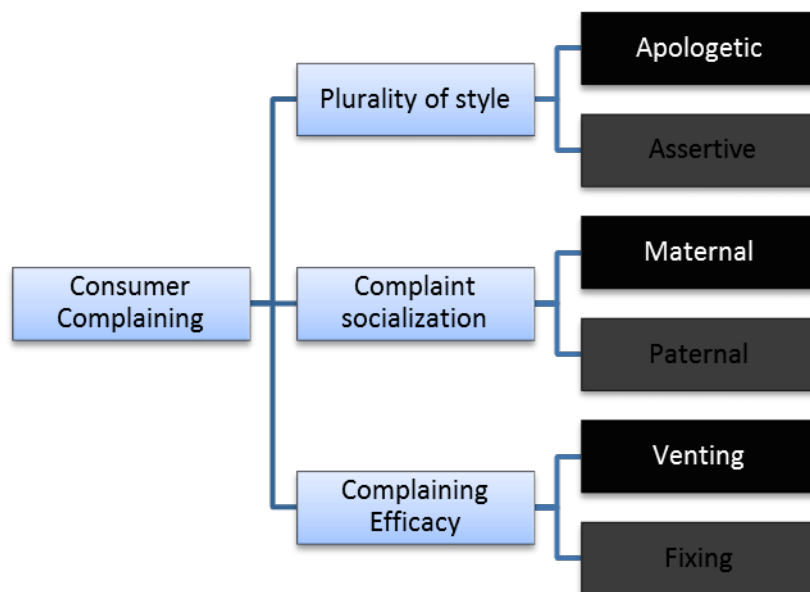 Consumer
Complaining
Plurality of style
Apologetic
Assertive
Complaint
socialization
Maternal
Paternal
Complaining
Efficacy
Venting
Fixing